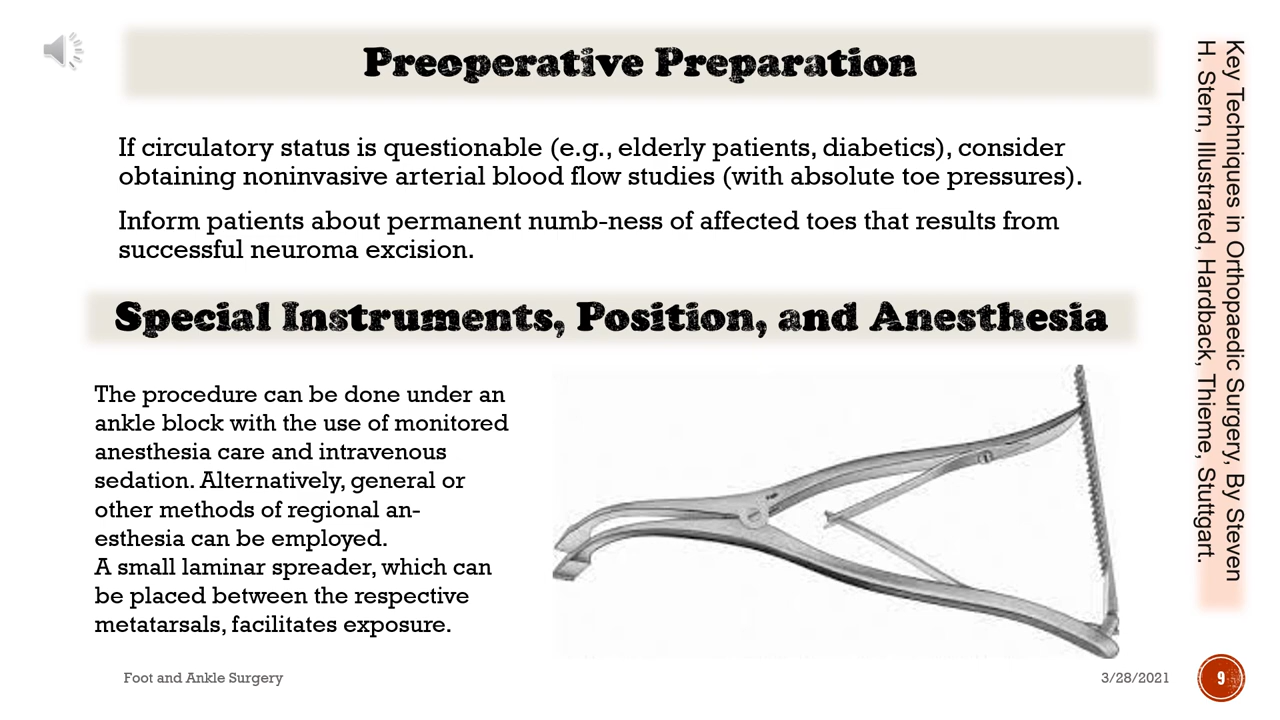 Preoperative Preparation
If circulatory status is questionable (e.g., elderly patients, diabetics), consider
obtaining noninvasive arterial blood flow studies (with absolute toe pressures).
Inform patients about permanent numb-ness of affected toes that results from
successful neuroma excision.
Special Instruments, Position, and Anesthesia
The procedure can be done under an
ankle block with the use of monitored
anesthesia care and intravenous
sedation. Alternatively, general or
other methods of regional an-
esthesia can be employed.
A small laminar spreader, which can
be placed between the respective
metatarsals, facilitates exposure.
Key Techniques in Orthopaedic Surgery, By Steven
H. Stern, Illustrated, Hardback, Thieme, Stuttgart.
Foot and Ankle Surgery
3/28/2021
9